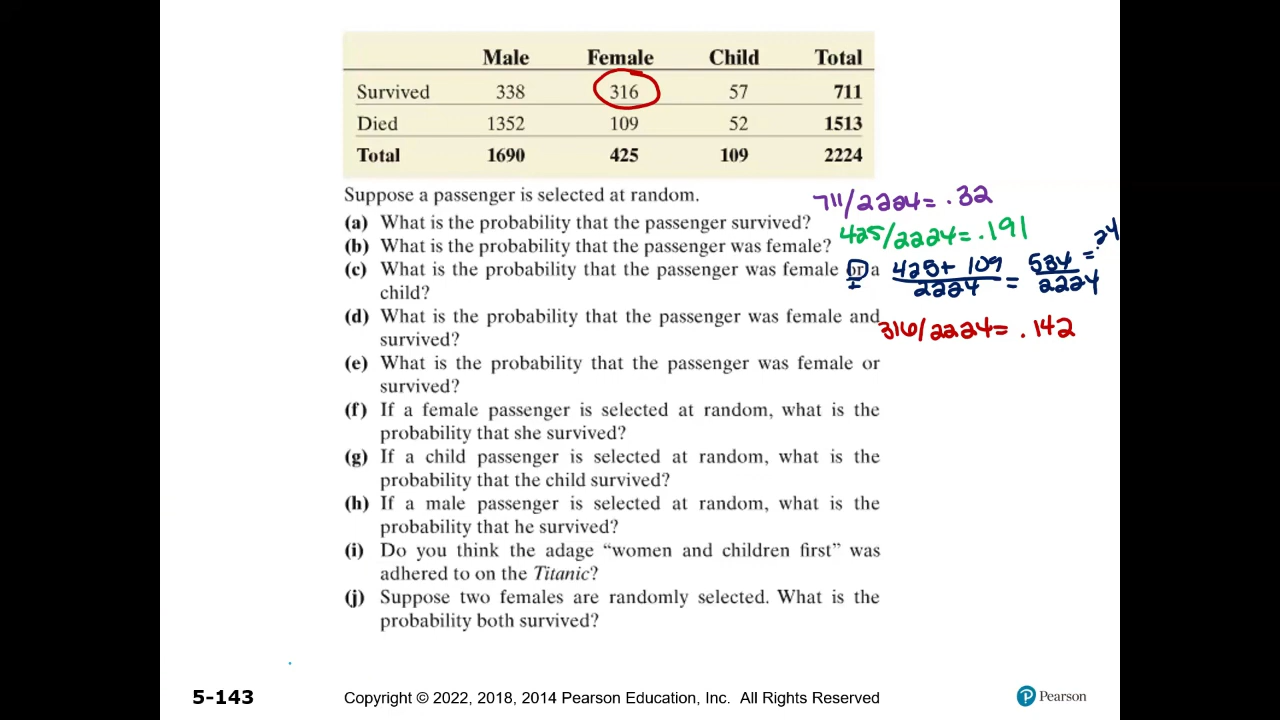 Male Female Child Total
Survived 338 316 57 711
Died 1352 109 52 1513
Total 1690 425 109 2224
Suppose a passenger is selected at random.
711/2224= .32
(a) What is the probability that the passenger survived?
425/2224=.191
(b) What is the probability that the passenger was female?
(c) What is the probability that the passenger was female or a
child?
425+ 109
2224
=
534
2224
= .24
(d) What is the probability that the passenger was female and
survived?
316/2224= .142
(e) What is the probability that the passenger was female or
survived?
(f) If a female passenger is selected at random, what is the
probability that she survived?
(g) If a child passenger is selected at random, what is the
probability that the child survived?
(h) If a male passenger is selected at random, what is the
probability that he survived?
(i) Do you think the adage “women and children first” was
adhered to on the Titanic?
(j) Suppose two females are randomly selected. What is the
probability both survived?
5-143
Copyright © 2022, 2018, 2014 Pearson Education, Inc. All Rights Reserved
P Pearson